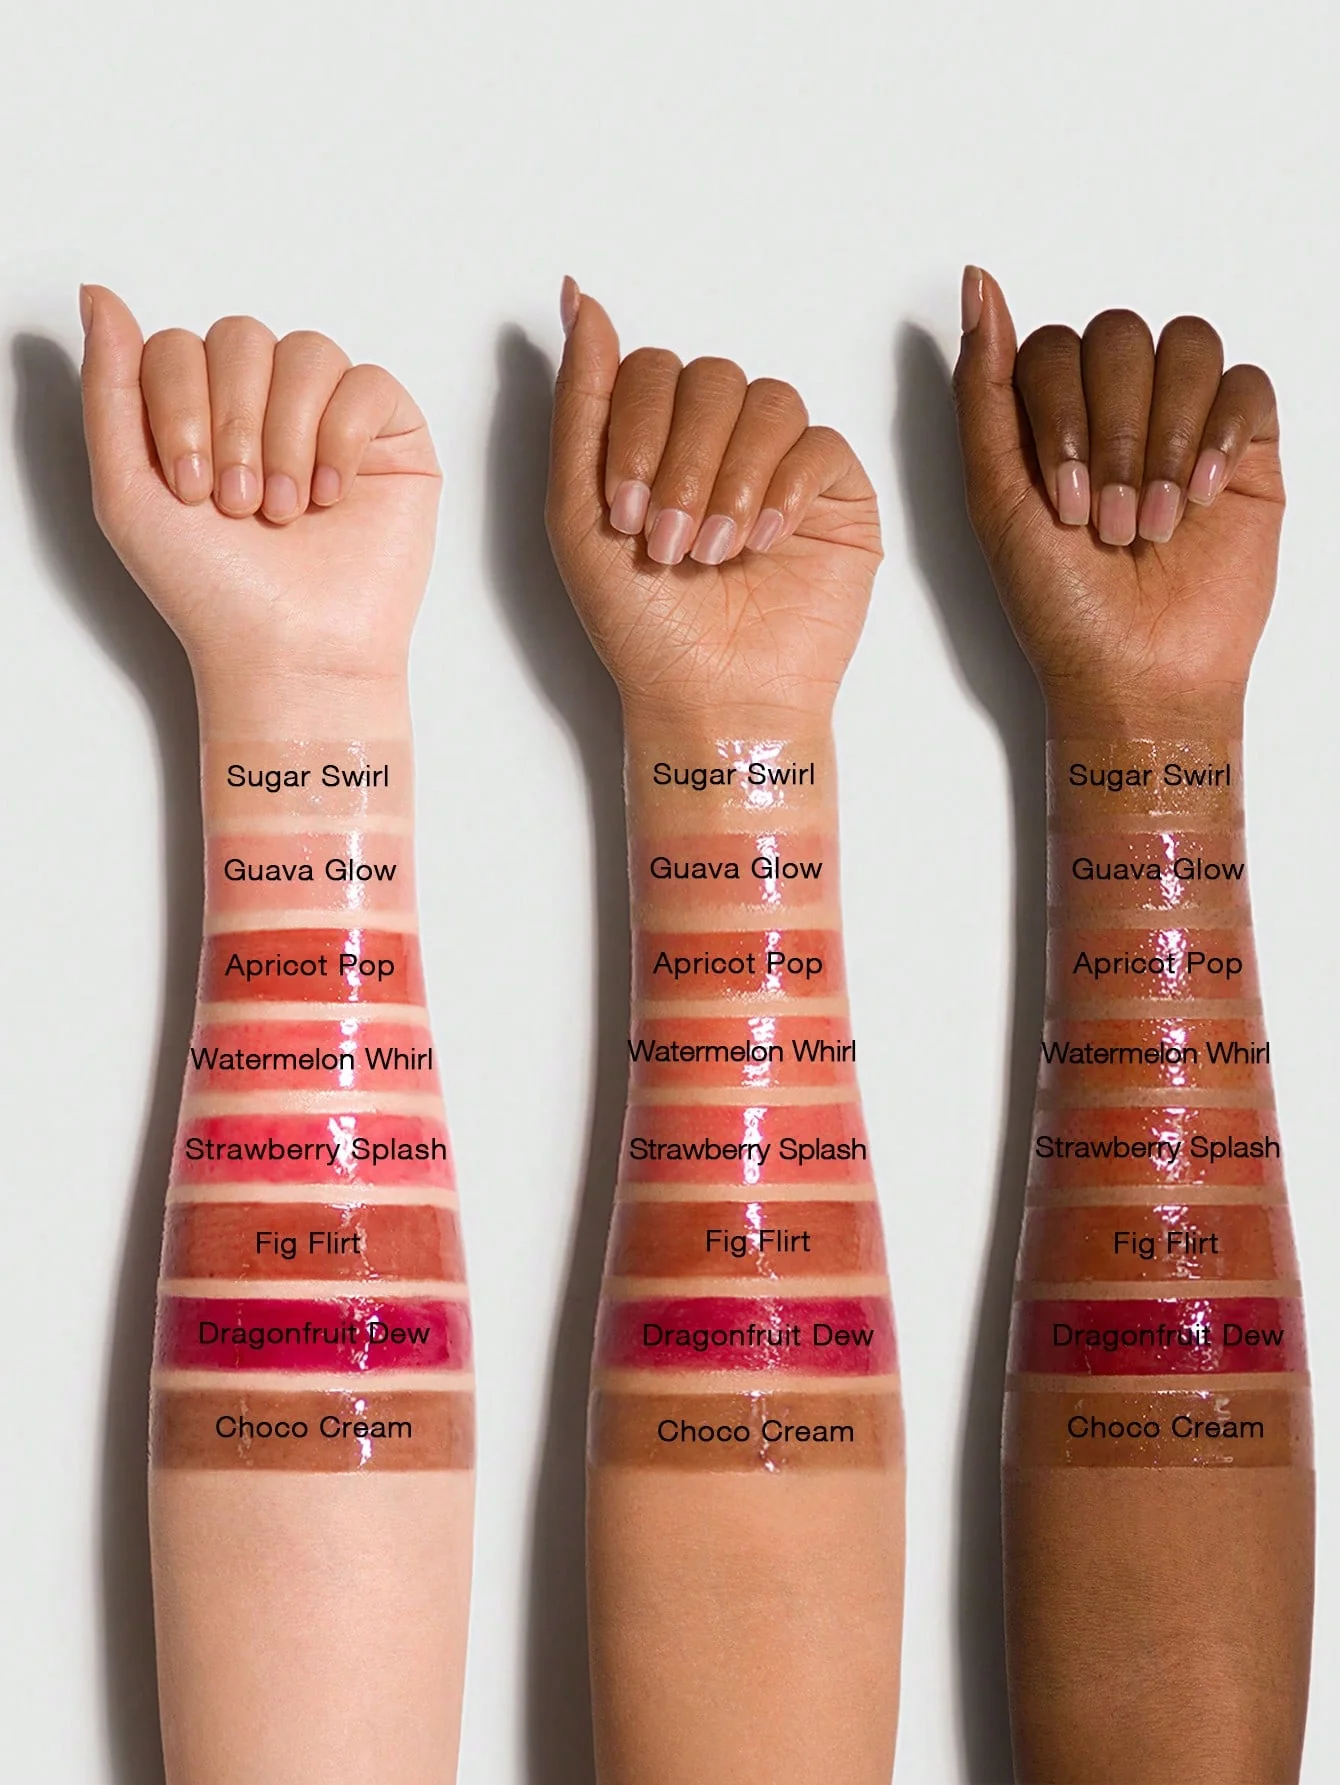 Sugar Swirl
Guava Glow
Apricot Pop
Watermelon Whirl
Strawberry Splash
Fig Flirt
Dragonfruit Dew
Choco Cream
Sugar Swirl
Guava Glow
Apricot Pop
Watermelon Whirl
Strawberry Splash
Fig Flirt
Dragonfruit Dew
Choco Cream
Sugar Swirl
Guava Glow
Apricot Pop
Watermelon Whirl
Strawberry Splash
Fig Flirt
Dragonfruit Dew
Choco Cream